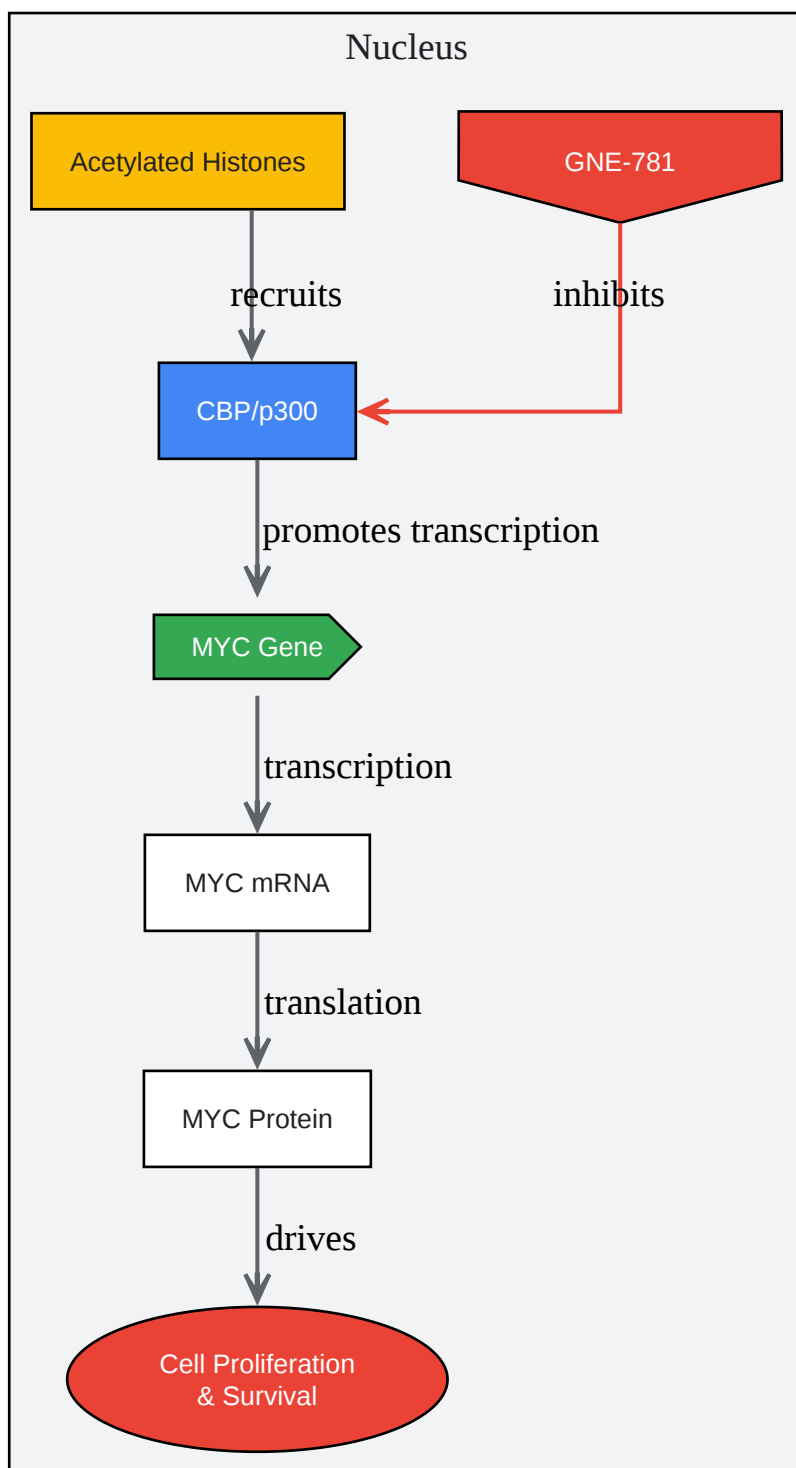 Nucleus
Acetylated Histones
GNE-781
recruits
inhibits
CBP/p300
promotes transcription
MYC Gene
transcription
MYC mRNA
translation
MYC Protein
drives
Cell Proliferation
& Survival